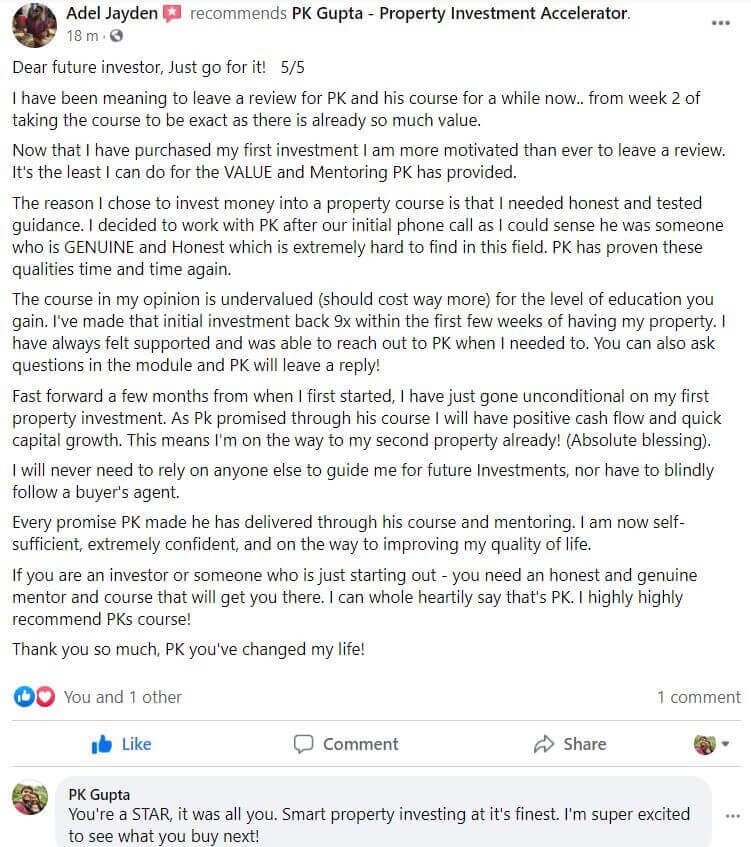 Adel Jayden recommends PK Gupta - Property Investment Accelerator.
18 m ·
Dear future investor, Just go for it! 5/5
I have been meaning to leave a review for PK and his course for a while now.. from week 2 of
taking the course to be exact as there is already so much value.
Now that I have purchased my first investment I am more motivated than ever to leave a review.
It's the least I can do for the VALUE and Mentoring PK has provided.
The reason I chose to invest money into a property course is that I needed honest and tested
guidance. I decided to work with PK after our initial phone call as I could sense he was someone
who is GENUINE and Honest which is extremely hard to find in this field. PK has proven these
qualities time and time again.
The course in my opinion is undervalued (should cost way more) for the level of education you
gain. I've made that initial investment back 9x within the first few weeks of having my property. I
have always felt supported and was able to reach out to PK when I needed to. You can also ask
questions in the module and PK will leave a reply!
Fast forward a few months from when I first started, I have just gone unconditional on my first
property investment. As Pk promised through his course I will have positive cash flow and quick
capital growth. This means I'm on the way to my second property already! (Absolute blessing).
I will never need to rely on anyone else to guide me for future Investments, nor have to blindly
follow a buyer's agent.
Every promise PK made he has delivered through his course and mentoring. I am now self-
sufficient, extremely confident, and on the way to improving my quality of life.
If you are an investor or someone who is just starting out - you need an honest and genuine
mentor and course that will get you there. I can whole heartily say that's PK. I highly highly
recommend PKs course!
Thank you so much, PK you've changed my life!
You and 1 other 1 comment
Like Comment Share
PK Gupta
You're a STAR, it was all you. Smart property investing at it's finest. I'm super excited
to see what you buy next!